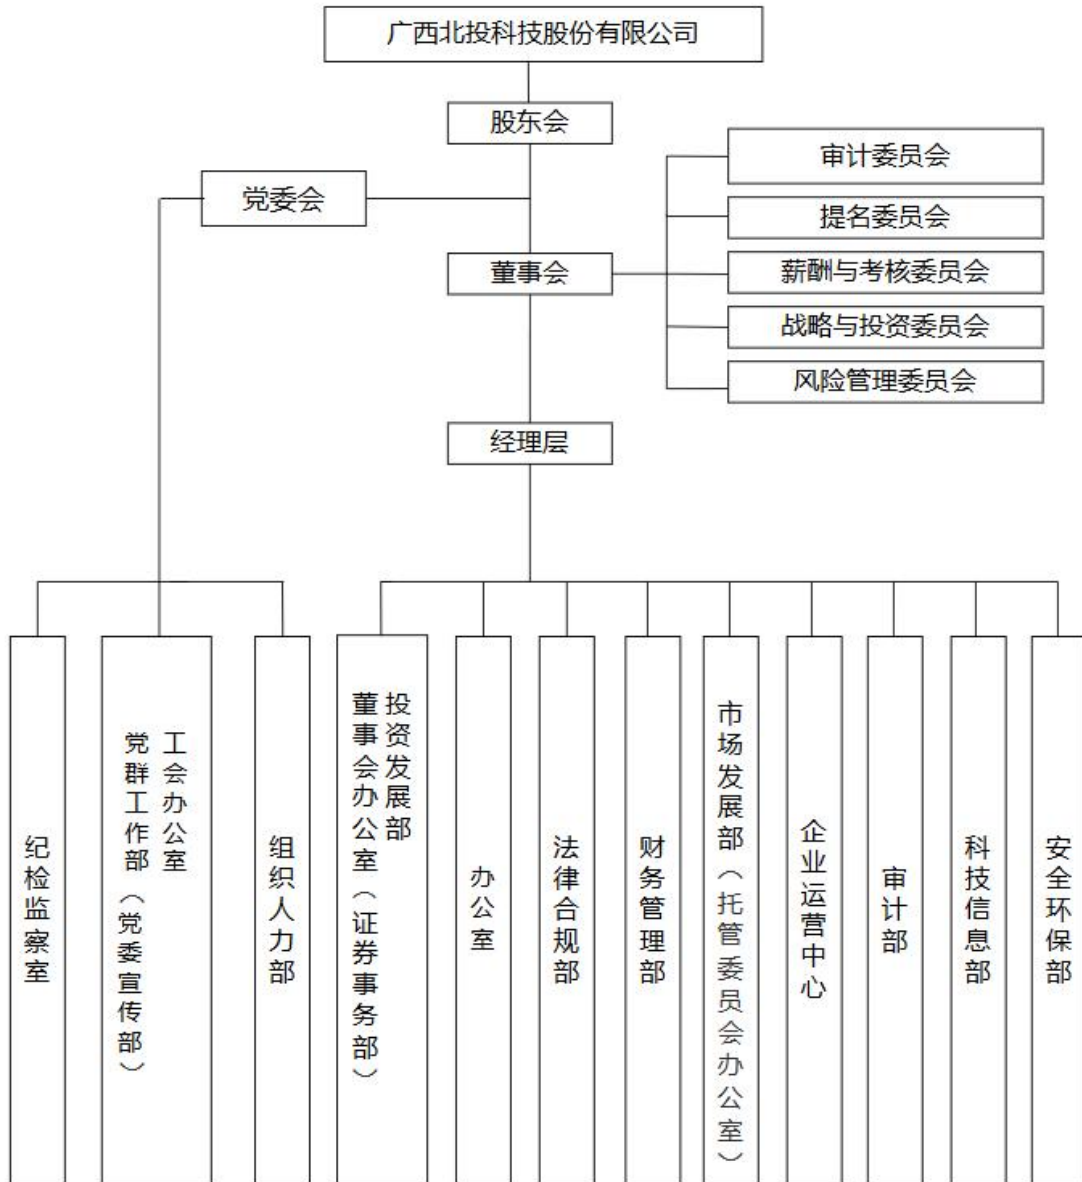 广西北投科技股份有限公司
股东会
党委会
董事会
审计委员会
提名委员会
薪酬与考核委员会
战略与投资委员会
风险管理委员会
经理层
纪检监察室
工会办公室
党群工作部（党委宣传部）
组织人力部
投资发展部
董事会办公室（证券事务部）
办公室
法律合规部
财务管理部
市场发展部（托管委员会办公室）
企业运营中心
审计部
科技信息部
安全环保部